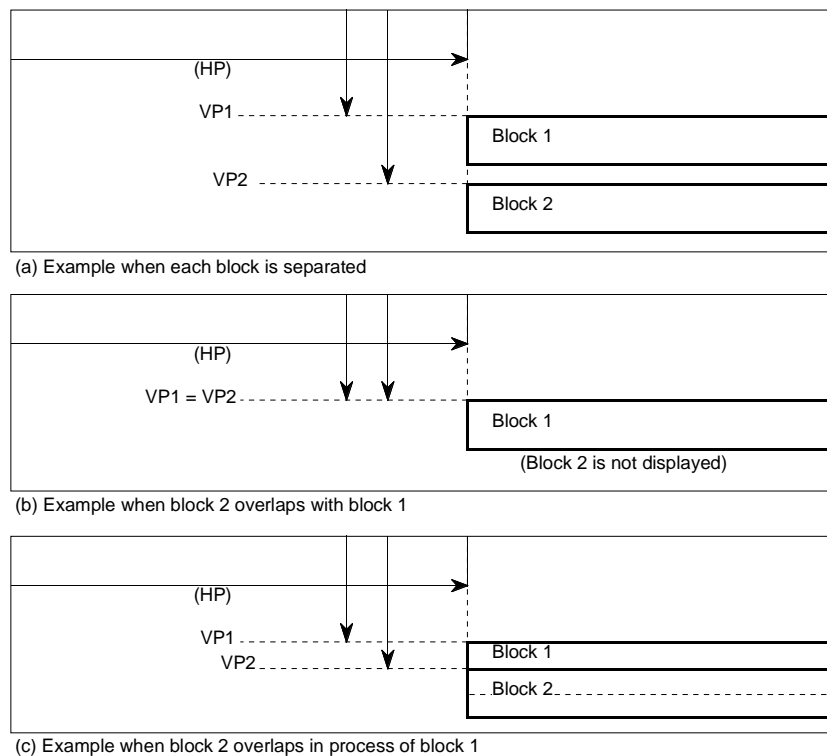 (HP)
VP1
Block 1
VP2
Block 2
(a) Example when each block is separated
(HP)
VP1 = VP2
Block 1
(Block 2 is not displayed)
(b) Example when block 2 overlaps with block 1
(HP)
VP1
Block 1
VP2
Block 2
(c) Example when block 2 overlaps in process of block 1